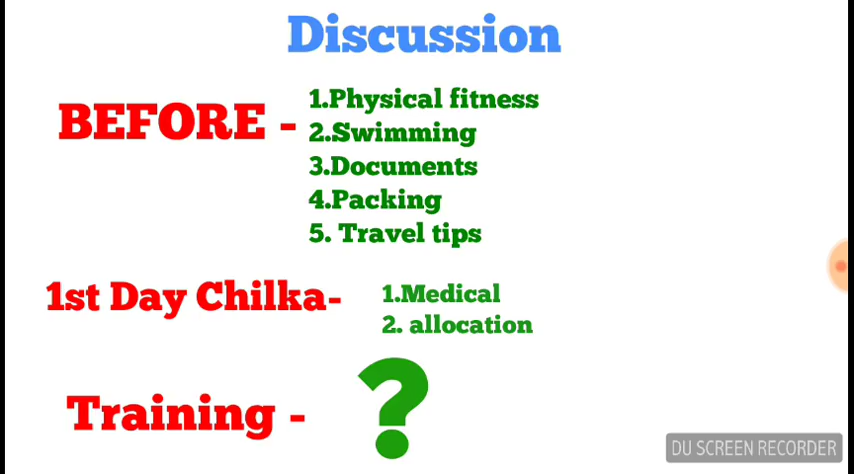 Discussion
BEFORE -
1.Physical fitness
2.Swimming
3.Documents
4.Packing
5. Travel tips
1st Day Chilka-
1.Medical
2. allocation
Training - ?
DU SCREEN RECORDER